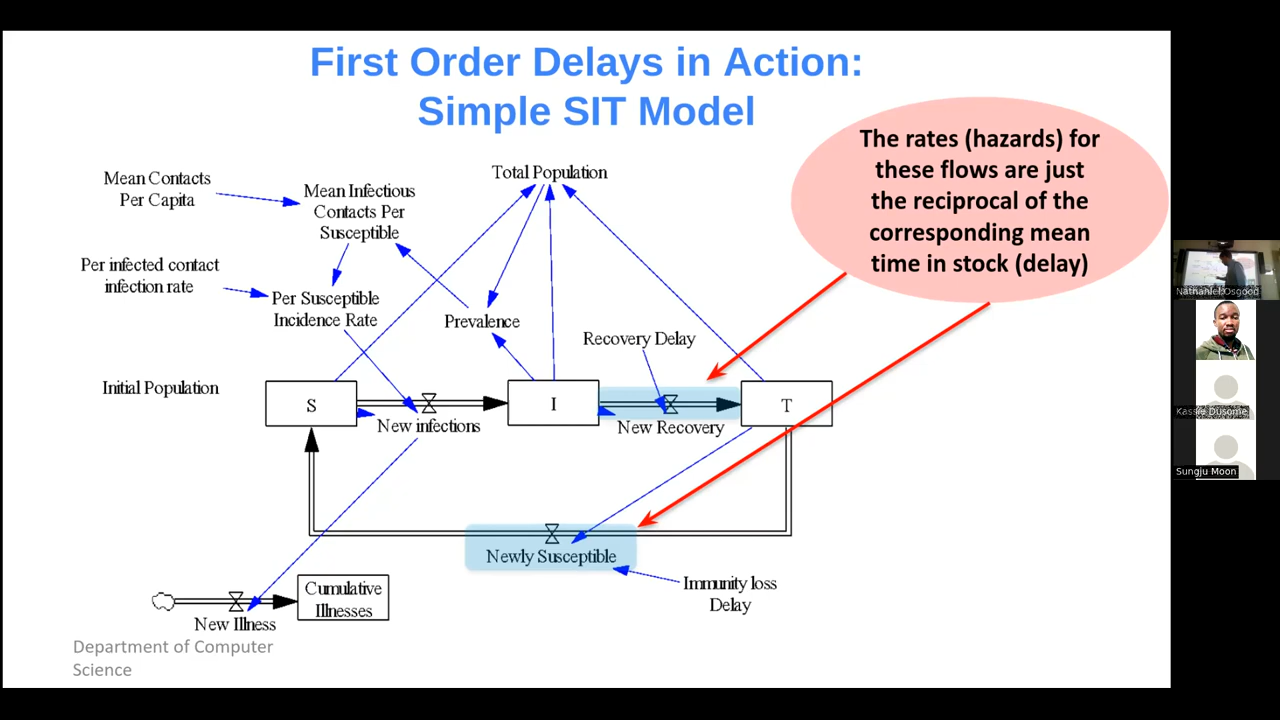 First Order Delays in Action:
Simple SIT Model
The rates (hazards) for
these flows are just
the reciprocal of the
corresponding mean
time in stock (delay)
Mean Contacts
Per Capita
Mean Infectious
Contacts Per
Susceptible
Total Population
Per infected contact
infection rate
Per Susceptible
Incidence Rate
Prevalence
Recovery Delay
Initial Population
S
I
T
New infections
New Recovery
Newly Susceptible
Immunity loss
Delay
Cumulative
Illnesses
New Illness
Department of Computer
Science
Nathaniel Osgood
Kassie Dusome
Sungju Moon